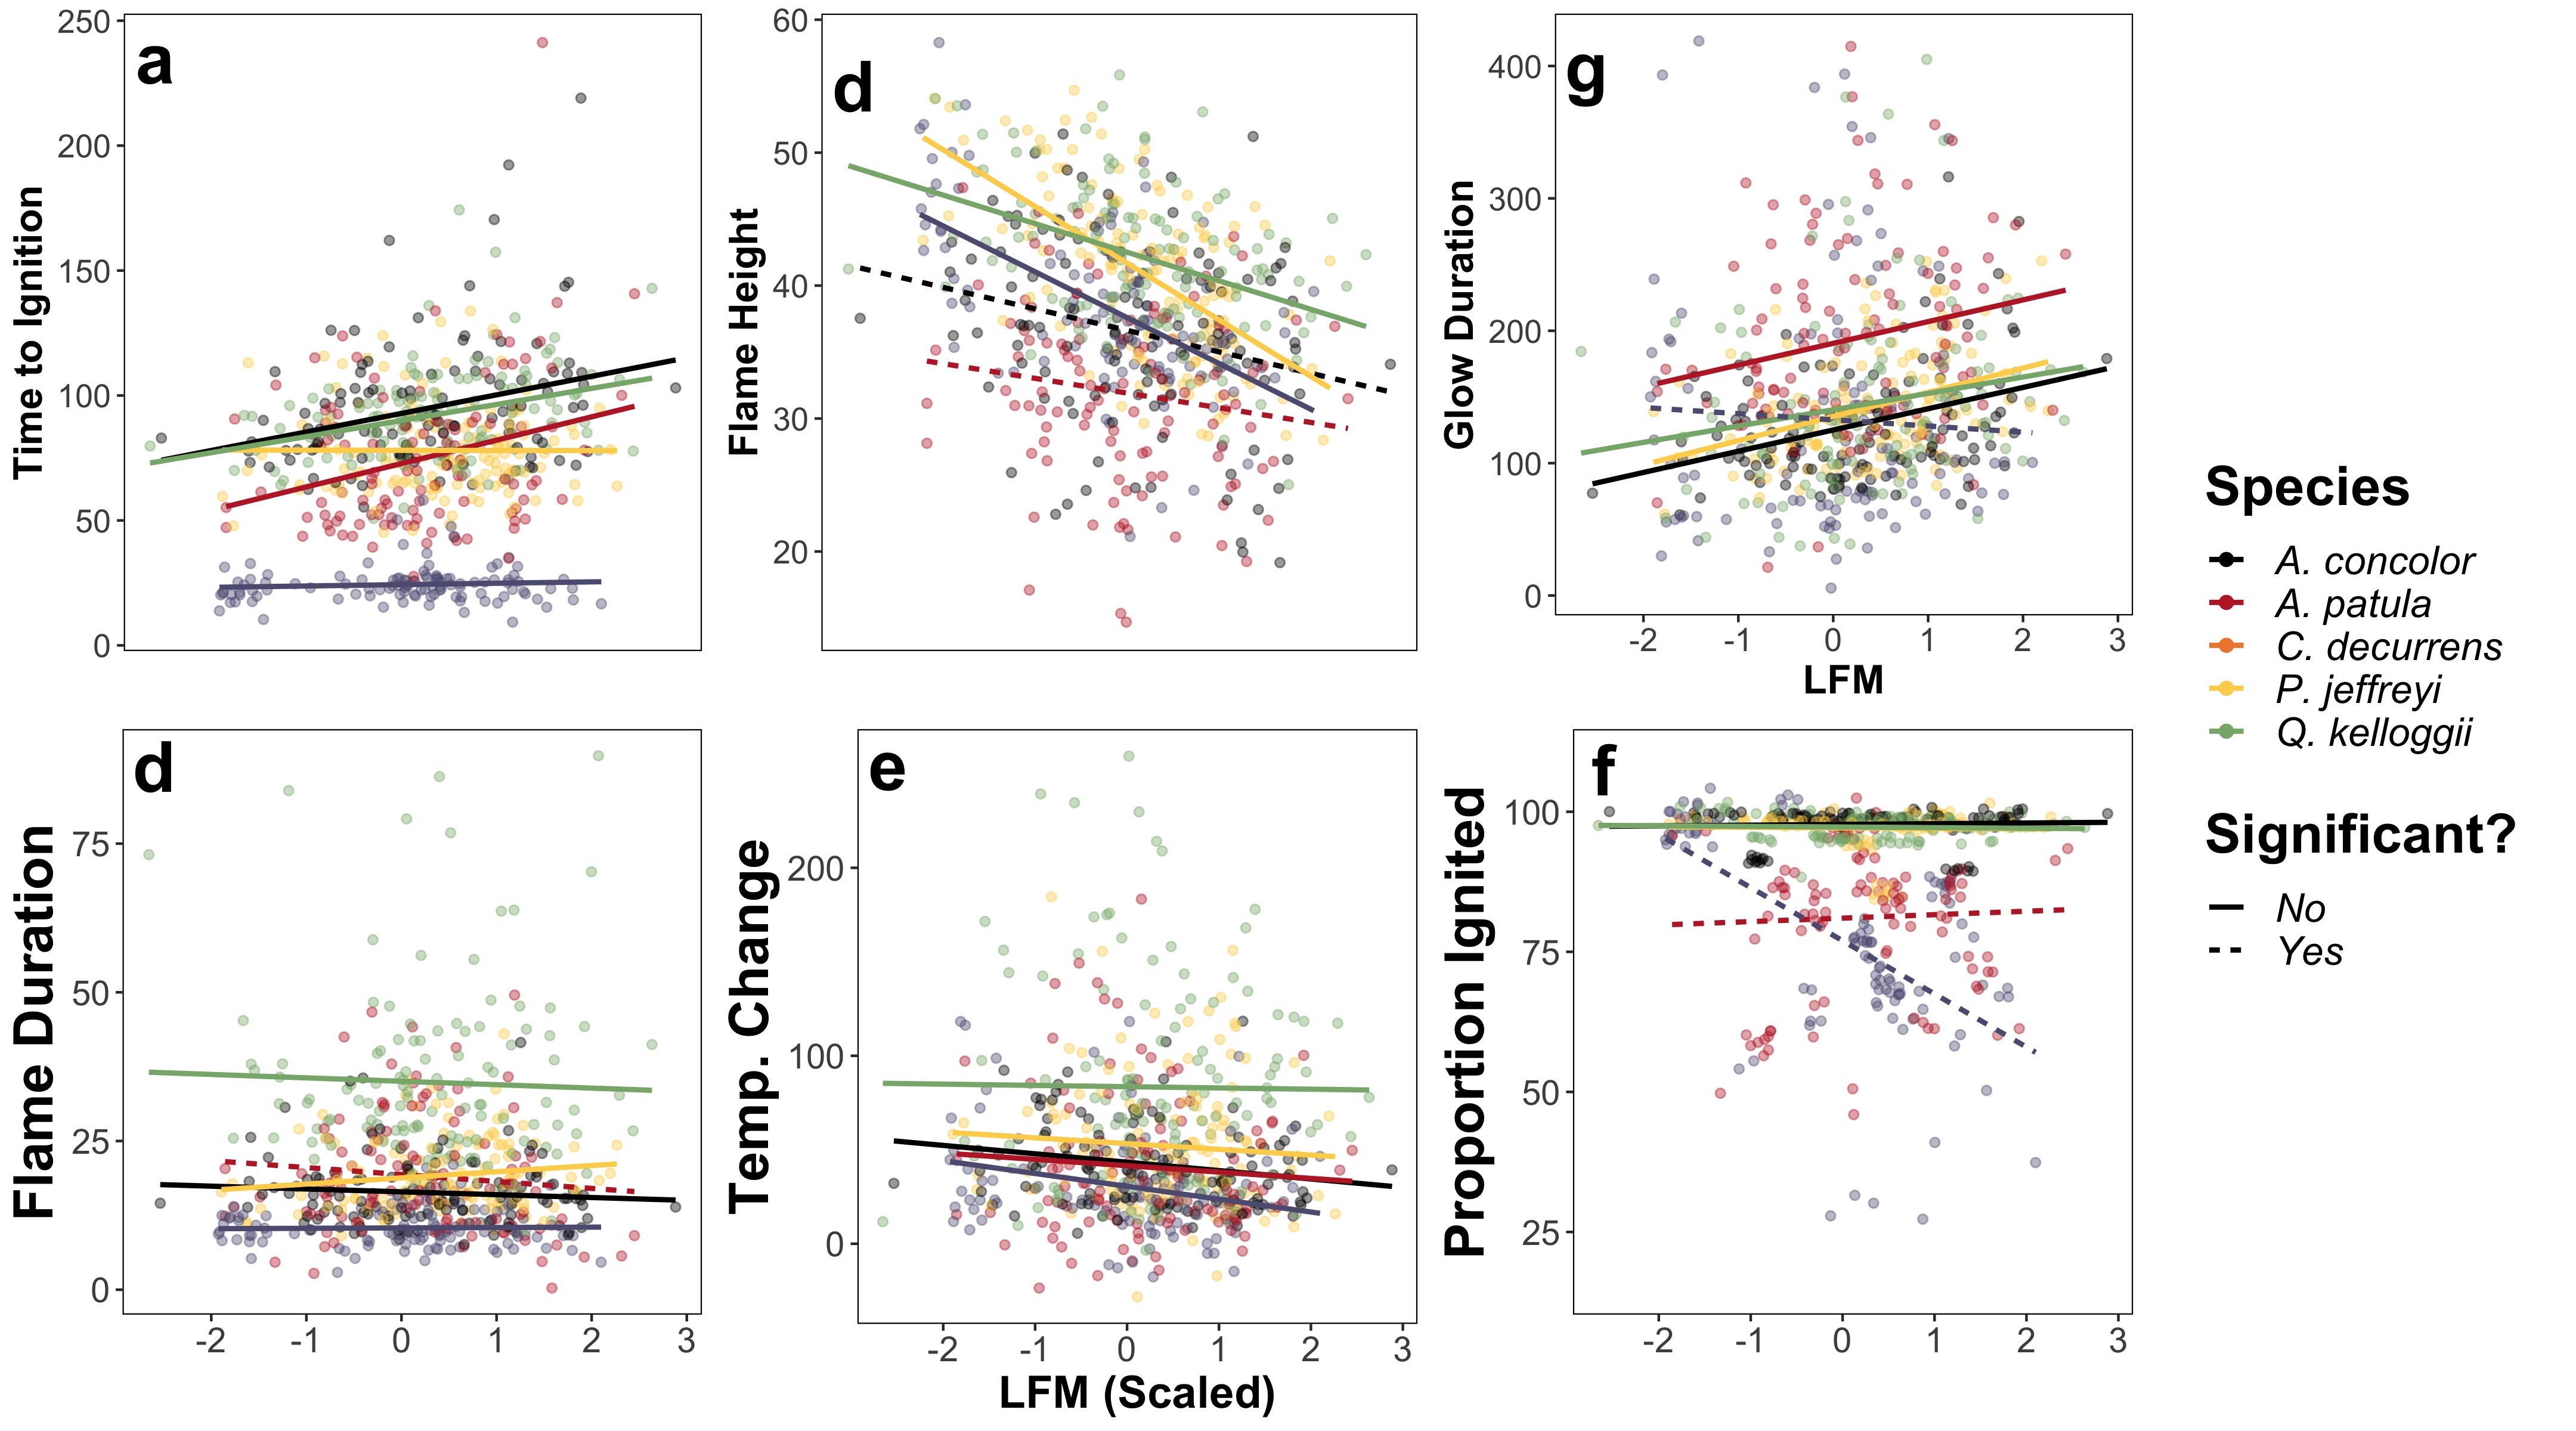 a
Time to Ignition
250
200
150
100
50
0
d
Flame Height
60
50
40
30
20
g
Glow Duration
400
300
200
100
0
-2 -1 0 1 2 3
LFM
d
Flame Duration
75
50
25
0
-2 -1 0 1 2 3
e
Temp. Change
200
100
0
-2 -1 0 1 2 3
LFM (Scaled)
f
Proportion Ignited
100
75
50
25
-2 -1 0 1 2 3
Species
A. concolor
A. patula
C. decurrens
P. jeffreyi
Q. kelloggii
Significant?
No
Yes